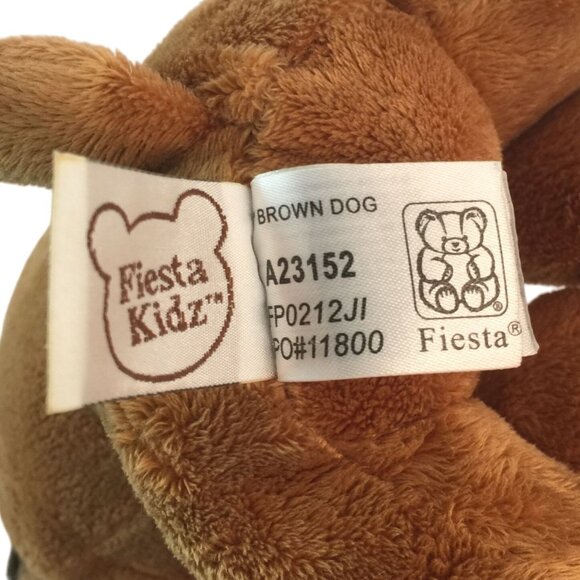 Fiesta
Kidz™
BROWN DOG
A23152
FP0212JI
PO#11800
®
Fiesta®